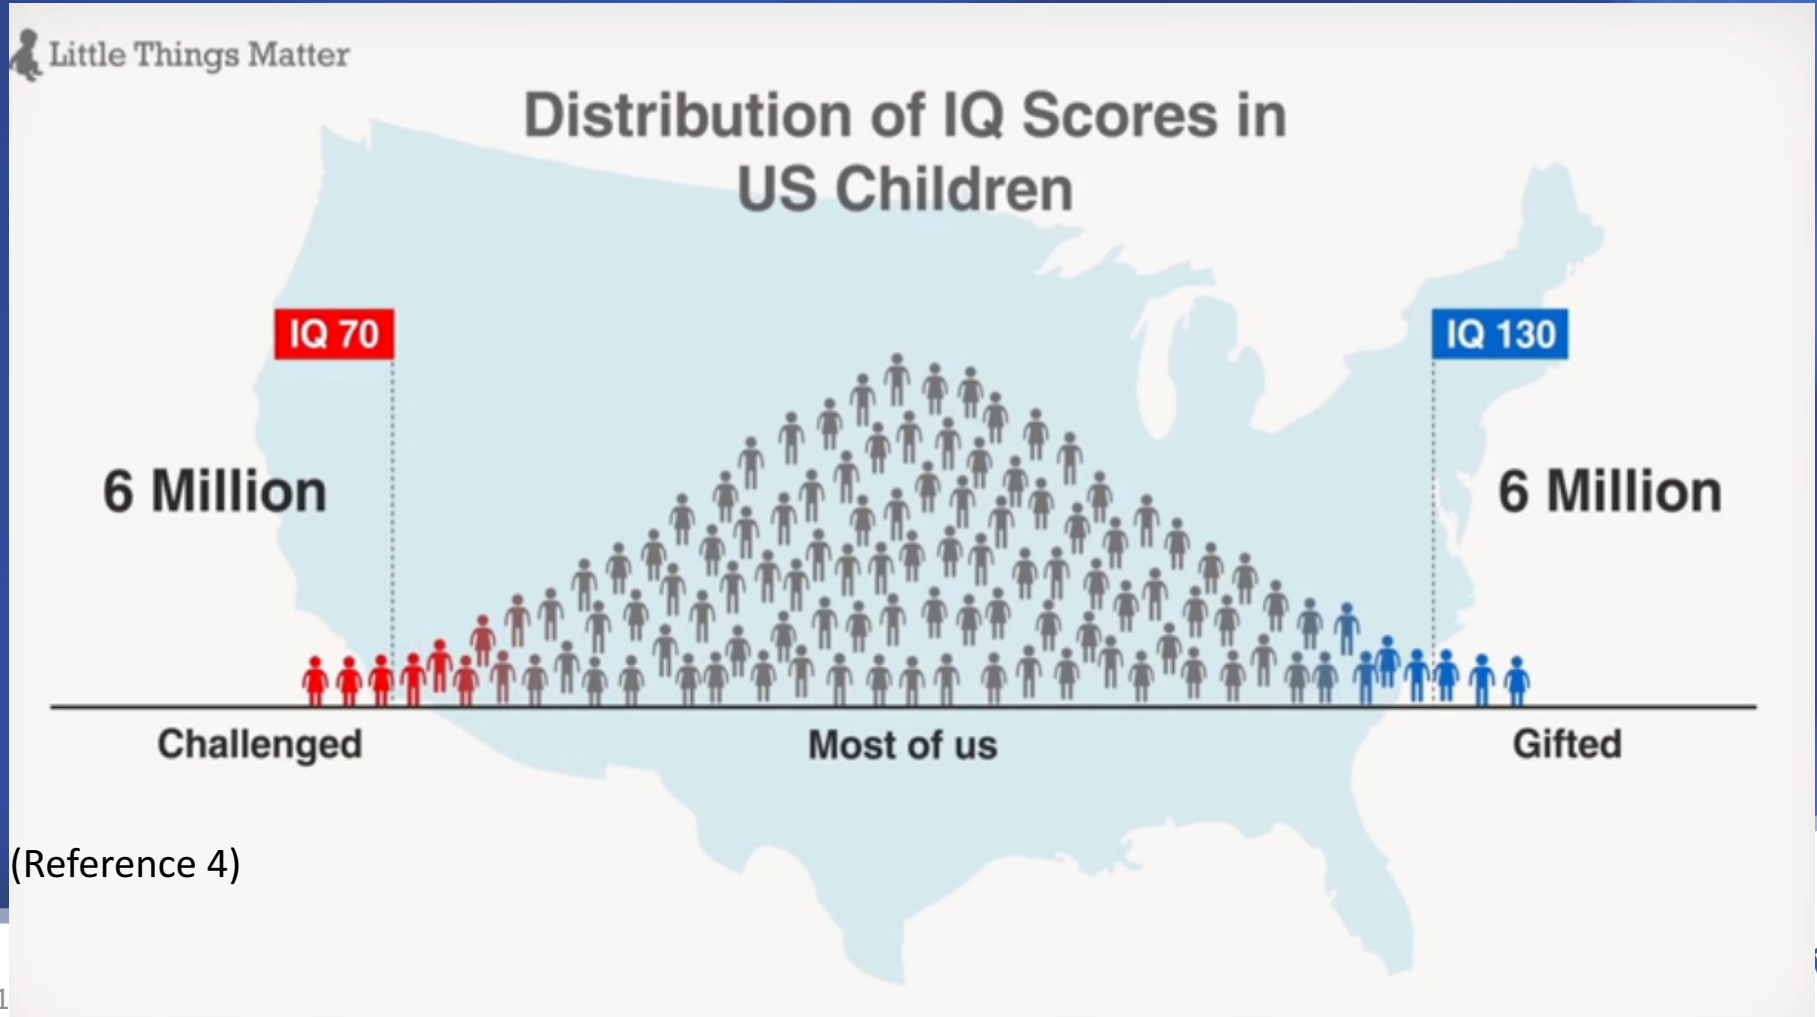 Little Things Matter
Distribution of IQ Scores in
US Children
IQ 70
IQ 130
6 Million
6 Million
Challenged
Most of us
Gifted
(Reference 4)
1